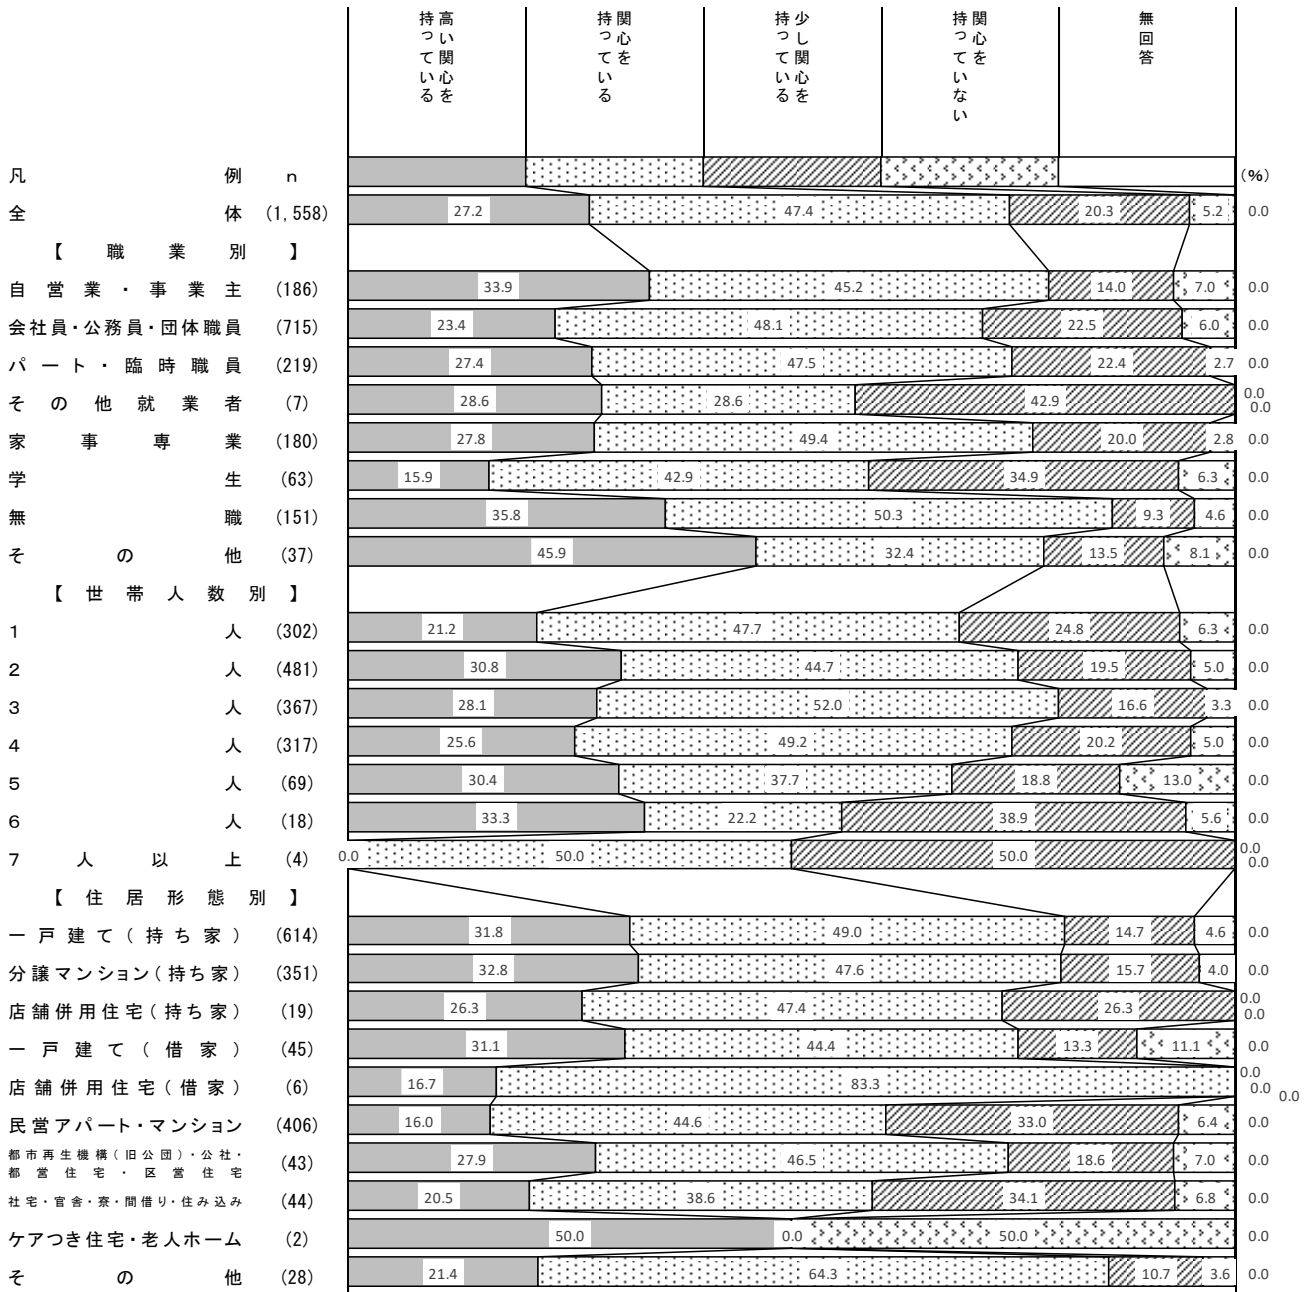 高い関心を
持っている
関心を
持っている
少し関心を
持っている
関心を
持っていない
無回答
凡例 n (%)
全体 (1,558) 27.2 47.4 20.3 5.2 0.0
【職業別】
自営業・事業主 (186) 33.9 45.2 14.0 7.0 0.0
会社員・公務員・団体職員 (715) 23.4 48.1 22.5 6.0 0.0
パート・臨時職員 (219) 27.4 47.5 22.4 2.7 0.0
その他就業者 (7) 28.6 28.6 42.9 0.0 0.0
家事専業 (180) 27.8 49.4 20.0 2.8 0.0
学生 (63) 15.9 42.9 34.9 6.3 0.0
無職 (151) 35.8 50.3 9.3 4.6 0.0
その他 (37) 45.9 32.4 13.5 8.1 0.0
【世帯人数別】
1人 (302) 21.2 47.7 24.8 6.3 0.0
2人 (481) 30.8 44.7 19.5 5.0 0.0
3人 (367) 28.1 52.0 16.6 3.3 0.0
4人 (317) 25.6 49.2 20.2 5.0 0.0
5人 (69) 30.4 37.7 18.8 13.0 0.0
6人 (18) 33.3 22.2 38.9 5.6 0.0
7人以上 (4) 0.0 50.0 50.0 0.0 0.0
【住居形態別】
一戸建て(持ち家) (614) 31.8 49.0 14.7 4.6 0.0
分譲マンション(持ち家) (351) 32.8 47.6 15.7 4.0 0.0
店舗併用住宅(持ち家) (19) 26.3 47.4 26.3 0.0 0.0
一戸建て(借家) (45) 31.1 44.4 13.3 11.1 0.0
店舗併用住宅(借家) (6) 16.7 83.3 0.0 0.0 0.0
民営アパート・マンション (406) 16.0 44.6 33.0 6.4 0.0
都市再生機構(旧公団)・公社・
都営住宅・区営住宅 (43) 27.9 46.5 18.6 7.0 0.0
社宅・官舎・寮・間借り・住み込み (44) 20.5 38.6 34.1 6.8 0.0
ケアつき住宅・老人ホーム (2) 50.0 0.0 50.0 0.0
その他 (28) 21.4 64.3 10.7 3.6 0.0